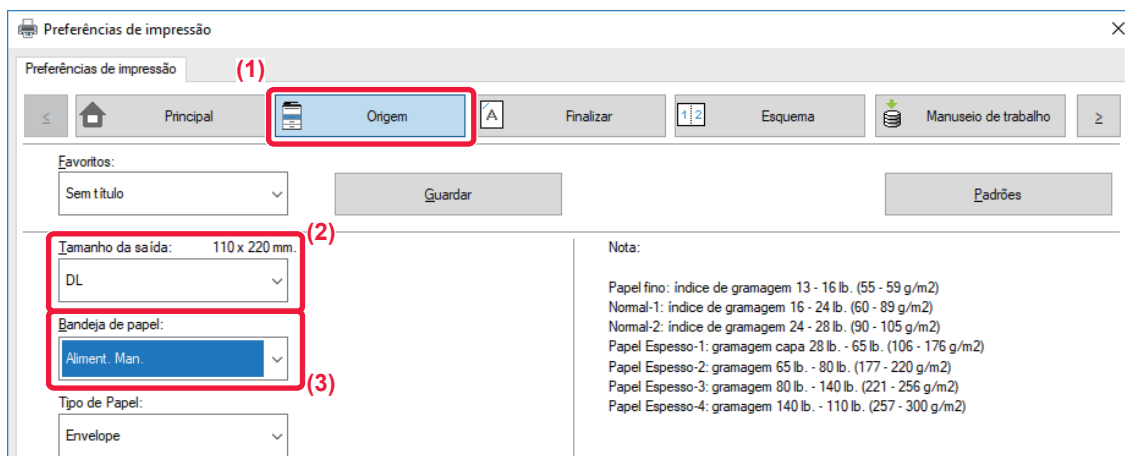 Preferências de impressão
Preferências de impressão
(1)
< Principal Origem A Finalizar 1 2 Esquema Manuseio de trabalho >
Favoritos:
Sem título
Guardar
Padrões
(2)
Tamanho da saída: 110 x 220 mm.
DL
Bandeja de papel:
Aliment. Man.
(3)
Tipo de Papel:
Envelope
Nota:
Papel fino: índice de gramagem 13 - 16 lb. (55 - 59 g/m2)
Normal-1: índice de gramagem 16 - 24 lb. (60 - 89 g/m2)
Normal-2: índice de gramagem 24 - 28 lb. (90 - 105 g/m2)
Papel Espesso-1: gramagem capa 28 lb. - 65 lb. (106 - 176 g/m2)
Papel Espesso-2: gramagem 65 lb. - 80 lb. (177 - 220 g/m2)
Papel Espesso-3: gramagem 80 lb. - 140 lb. (221 - 256 g/m2)
Papel Espesso-4: gramagem 140 lb. - 110 lb. (257 - 300 g/m2)